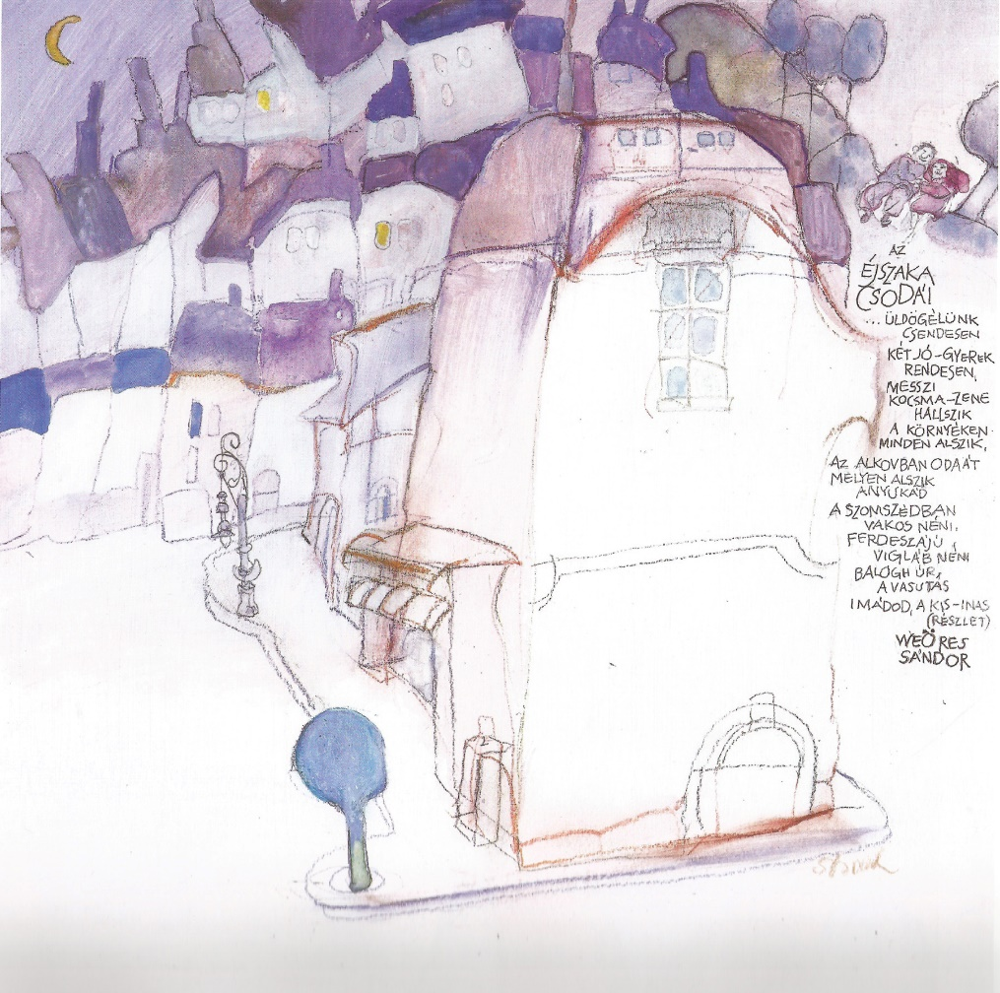 AZ
ÉJSZAKA
CSODÁI
... ÜLDÖGÉLÜNK
CSENDESEN
KÉT JÓ-GYEREK
RENDESEN,
MESSZI
KOCSMA-ZENE
HALLSZIK
A KÖRNYÉKEN
MINDEN ALSZIK,
AZ ALKOVBAN ODAÁT
MÉLYEN ALSZIK
ANYUKÁD
A SZOMSZÉDBAN
VAKOS NÉNI,
FERDESZÁJÚ
VIGLÁB NÉNI
BALOGH ÚR,
A VASUTAS
IMÁDOD, A KIS-INAS
(RÉSZLET)
WEÖRES
SÁNDOR